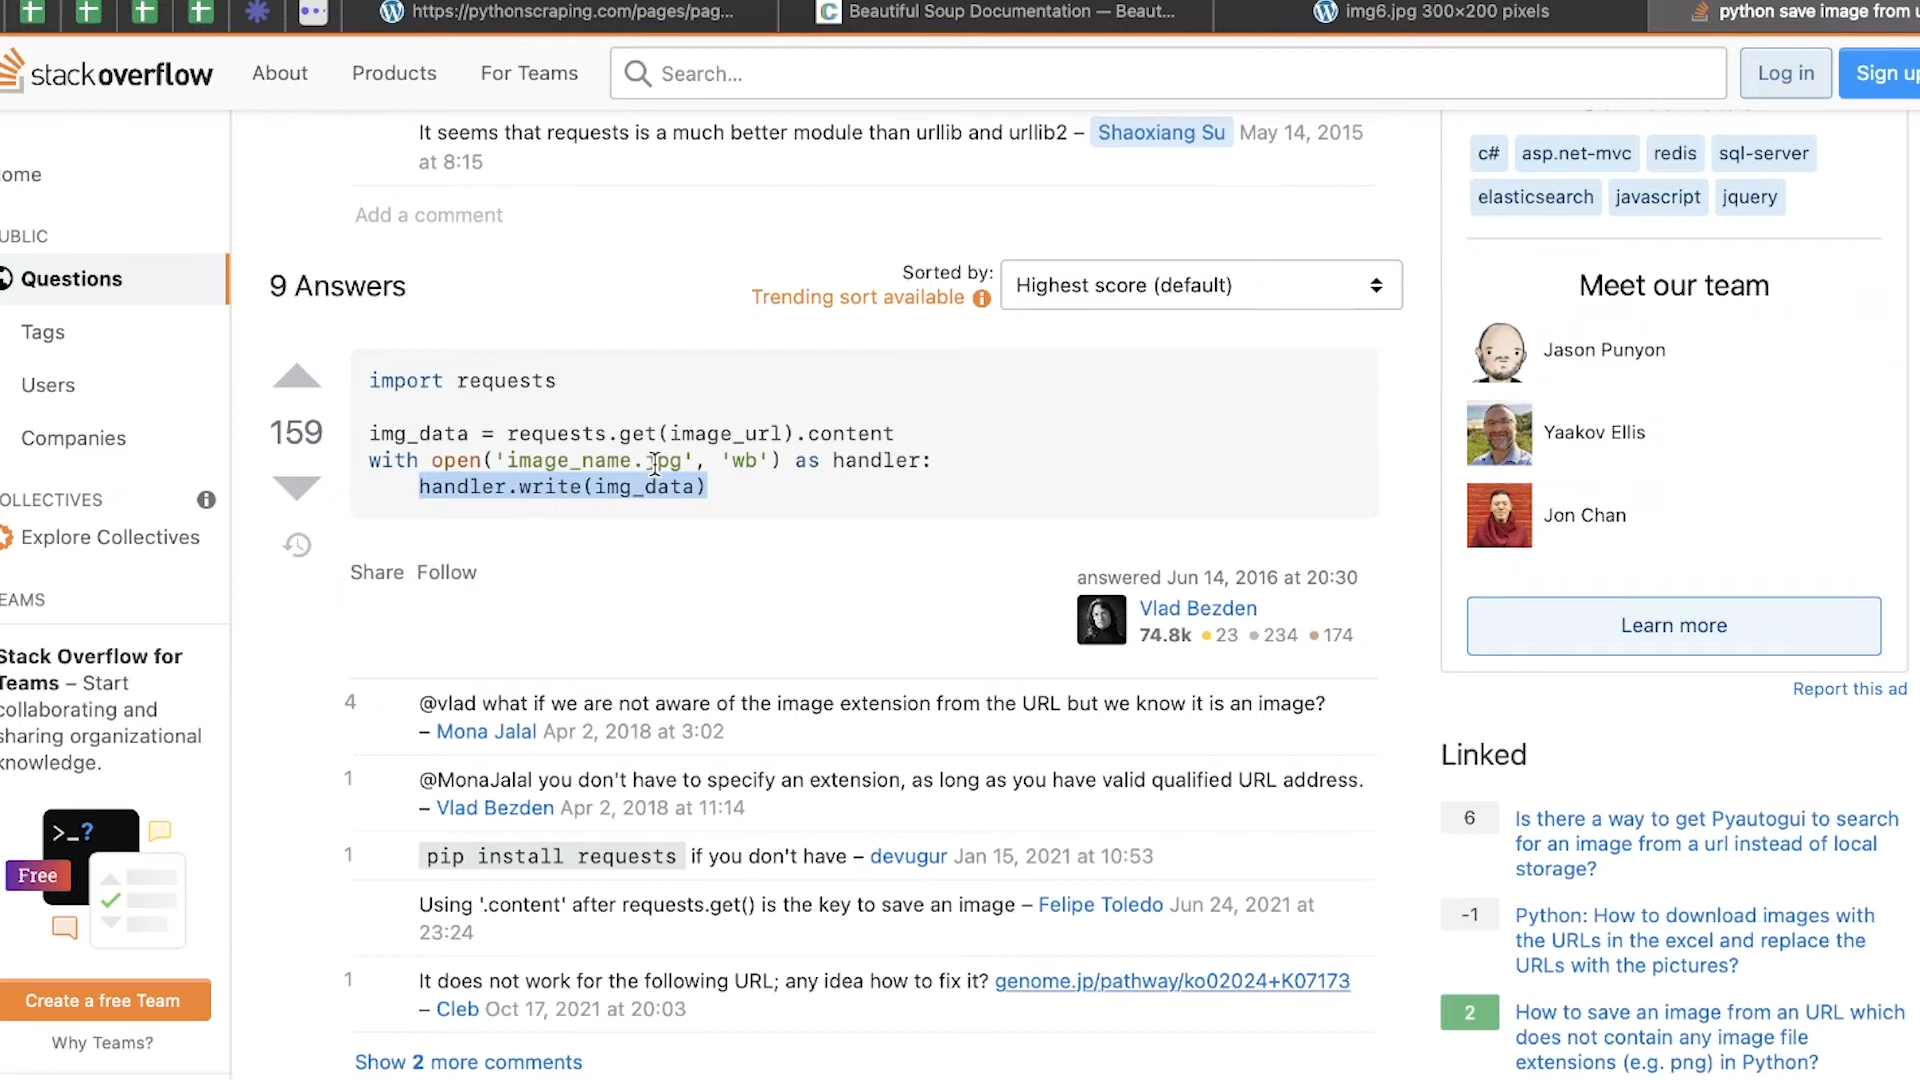 https://pythonscraping.com/pages/pag...
Beautiful Soup Documentation — Beaut...
img6.jpg 300×200 pixels
python save image from u
stackoverflow
About
Products
For Teams
Search...
Log in
Sign up
It seems that requests is a much better module than urllib and urllib2 – Shaoxiang Su May 14, 2015
at 8:15
Add a comment
9 Answers
Sorted by:
Trending sort available
Highest score (default)
159
import requests
img_data = requests.get(image_url).content
with open('image_name.jpg', 'wb') as handler:
handler.write(img_data)
Share Follow
answered Jun 14, 2016 at 20:30
Vlad Bezden
74.8k 23 234 174
4
@vlad what if we are not aware of the image extension from the URL but we know it is an image?
– Mona Jalal Apr 2, 2018 at 3:02
1
@MonaJalal you don't have to specify an extension, as long as you have valid qualified URL address.
– Vlad Bezden Apr 2, 2018 at 11:14
1
pip install requests if you don't have – devugur Jan 15, 2021 at 10:53
Using '.content' after requests.get() is the key to save an image – Felipe Toledo Jun 24, 2021 at
23:24
1
It does not work for the following URL; any idea how to fix it? genome.jp/pathway/ko02024+K07173
– Cleb Oct 17, 2021 at 20:03
Show 2 more comments
ome
UBLIC
Questions
Tags
Users
Companies
OLLECTIVES
Explore Collectives
EAMS
Stack Overflow for
Teams – Start
collaborating and
sharing organizational
knowledge.
>_?
Free
Create a free Team
Why Teams?
c# asp.net-mvc redis sql-server
elasticsearch javascript jquery
Meet our team
Jason Punyon
Yaakov Ellis
Jon Chan
Learn more
Report this ad
Linked
6
Is there a way to get Pyautogui to search
for an image from a url instead of local
storage?
-1
Python: How to download images with
the URLs in the excel and replace the
URLs with the pictures?
2
How to save an image from an URL which
does not contain any image file
extensions (e.g. png) in Python?